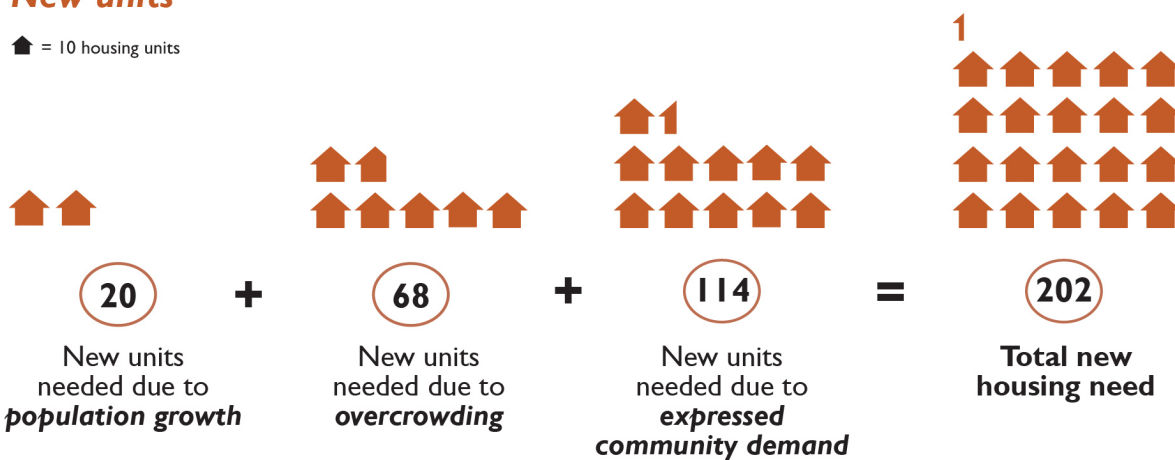 New units
= 10 housing units
20 + 68 + 114 = 202
New units
needed due to
population growth
New units
needed due to
overcrowding
New units
needed due to
expressed
community demand
Total new
housing need